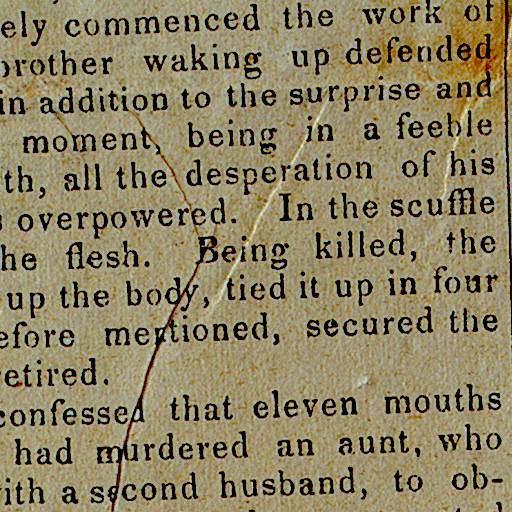 ely commenced the work of
brother waking up defended
in addition to the surprise and
moment, being in a feeble
th, all the desperation of his
s overpowered. In the scuffle
he flesh. Being killed, the
up the body, tied it up in four
efore mentioned, secured the
retired.
confessed that eleven mouths
had murdered an aunt, who
ith a second husband, to ob-